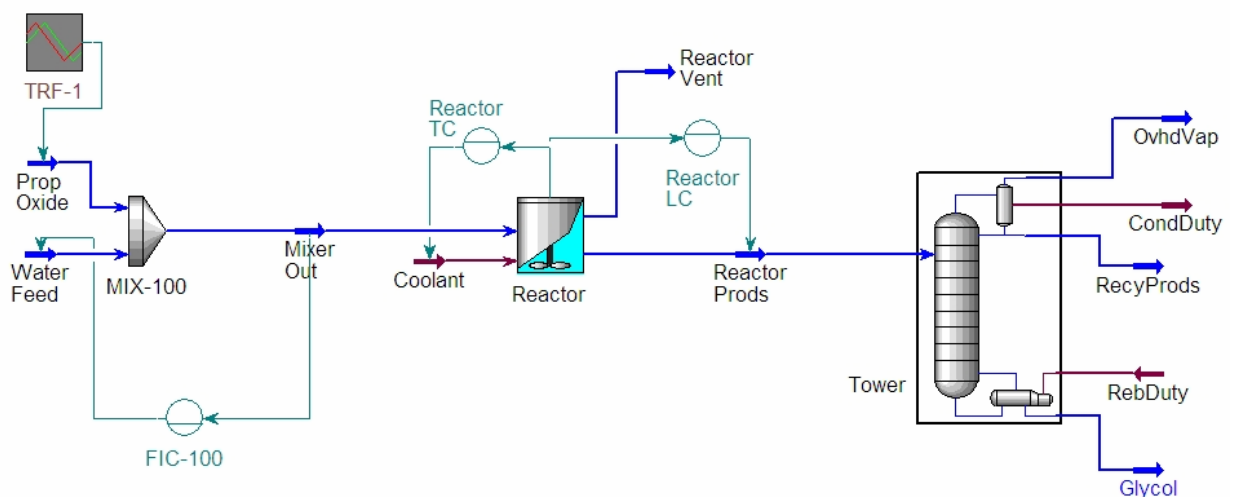 TRF-1
Prop
Oxide
Water
Feed
MIX-100
Mixer
Out
FIC-100
Reactor
TC
Coolant
Reactor
Reactor
Vent
Reactor
LC
Reactor
Prods
Tower
OvhdVap
CondDuty
RecyProds
RebDuty
Glycol